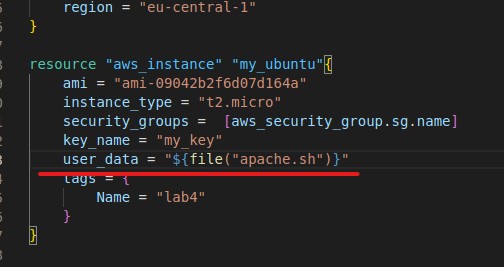 region = "eu-central-1"
}
resource "aws_instance" "my_ubuntu"{
ami = "ami-09042b2f6d07d164a"
instance_type = "t2.micro"
security_groups =  [aws_security_group.sg.name]
key_name = "my_key"
user_data = "${file("apache.sh")}"
tags = {
Name = "lab4"
}
}